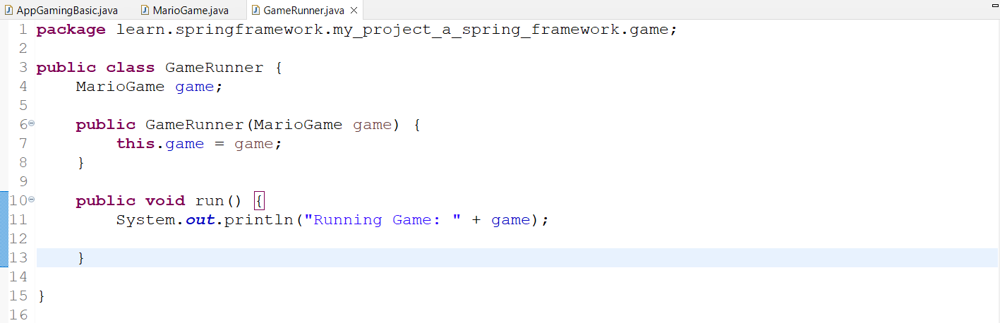 AppGamingBasic.java MarioGame.java GameRunner.java
1 package learn.springframework.my_project_a_spring_framework.game;
2
3 public class GameRunner {
4     MarioGame game;
5
6     public GameRunner(MarioGame game) {
7         this.game = game;
8     }
9
10     public void run() {
11         System.out.println("Running Game: " + game);
12
13     }
14
15 }
16